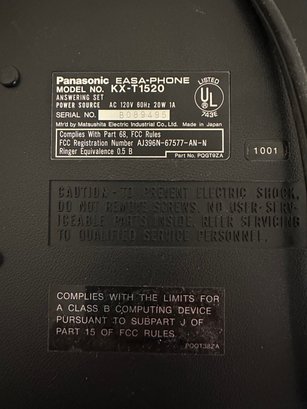 Panasonic EASA-PHONE
MODEL NO. KX-T1520
ANSWERING SET
POWER SOURCE AC 120V 60Hz 20W 1A
SERIAL NO.
Mfr'd by Matsushita Electric Industrial Co., Ltd. Made in Japan
LISTED
UL
743E
Complies With Part 68, FCC Rules
FCC Registration Number AJ396N-67577-AN-N
Ringer Equivalence 0.5 B
Part No. PQGT9ZA
1001
CAUTION-TO PREVENT ELECTRIC SHOCK,
DO NOT REMOVE SCREWS. NO USER-SERV-
ICEABLE PARTS INSIDE. REFER SERVICING
TO QUALIFIED SERVICE PERSONNEL.
COMPLIES WITH THE LIMITS FOR
A CLASS B COMPUTING DEVICE
PURSUANT TO SUBPART J OF
PART 15 OF FCC RULES.